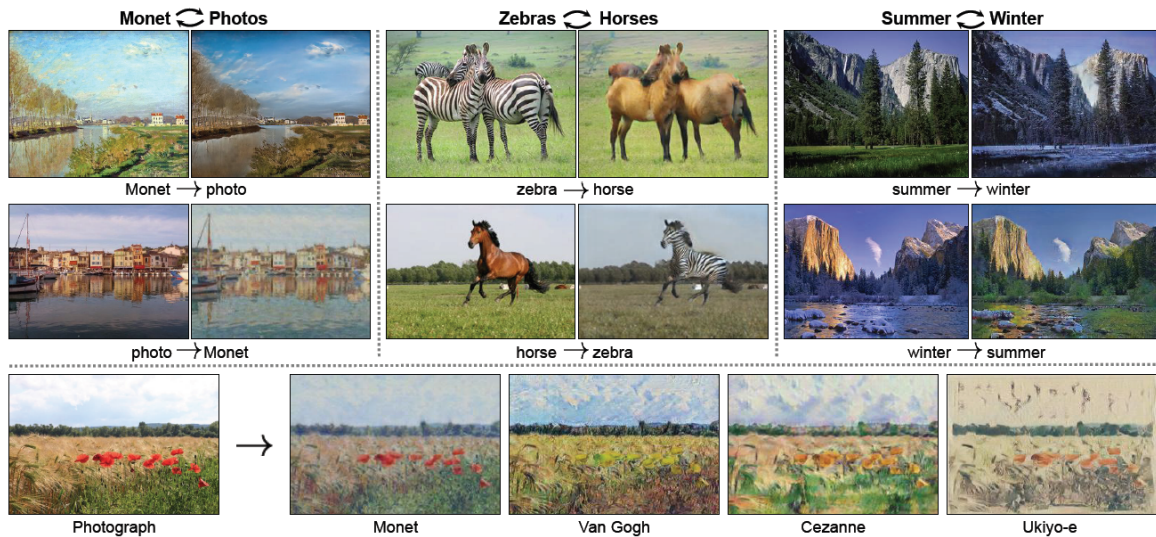 Monet Photos
Zebras Horses
Summer Winter
Monet → photo
zebra → horse
summer → winter
photo → Monet
horse → zebra
winter → summer
Photograph
Monet
Van Gogh
Cezanne
Ukiyo-e